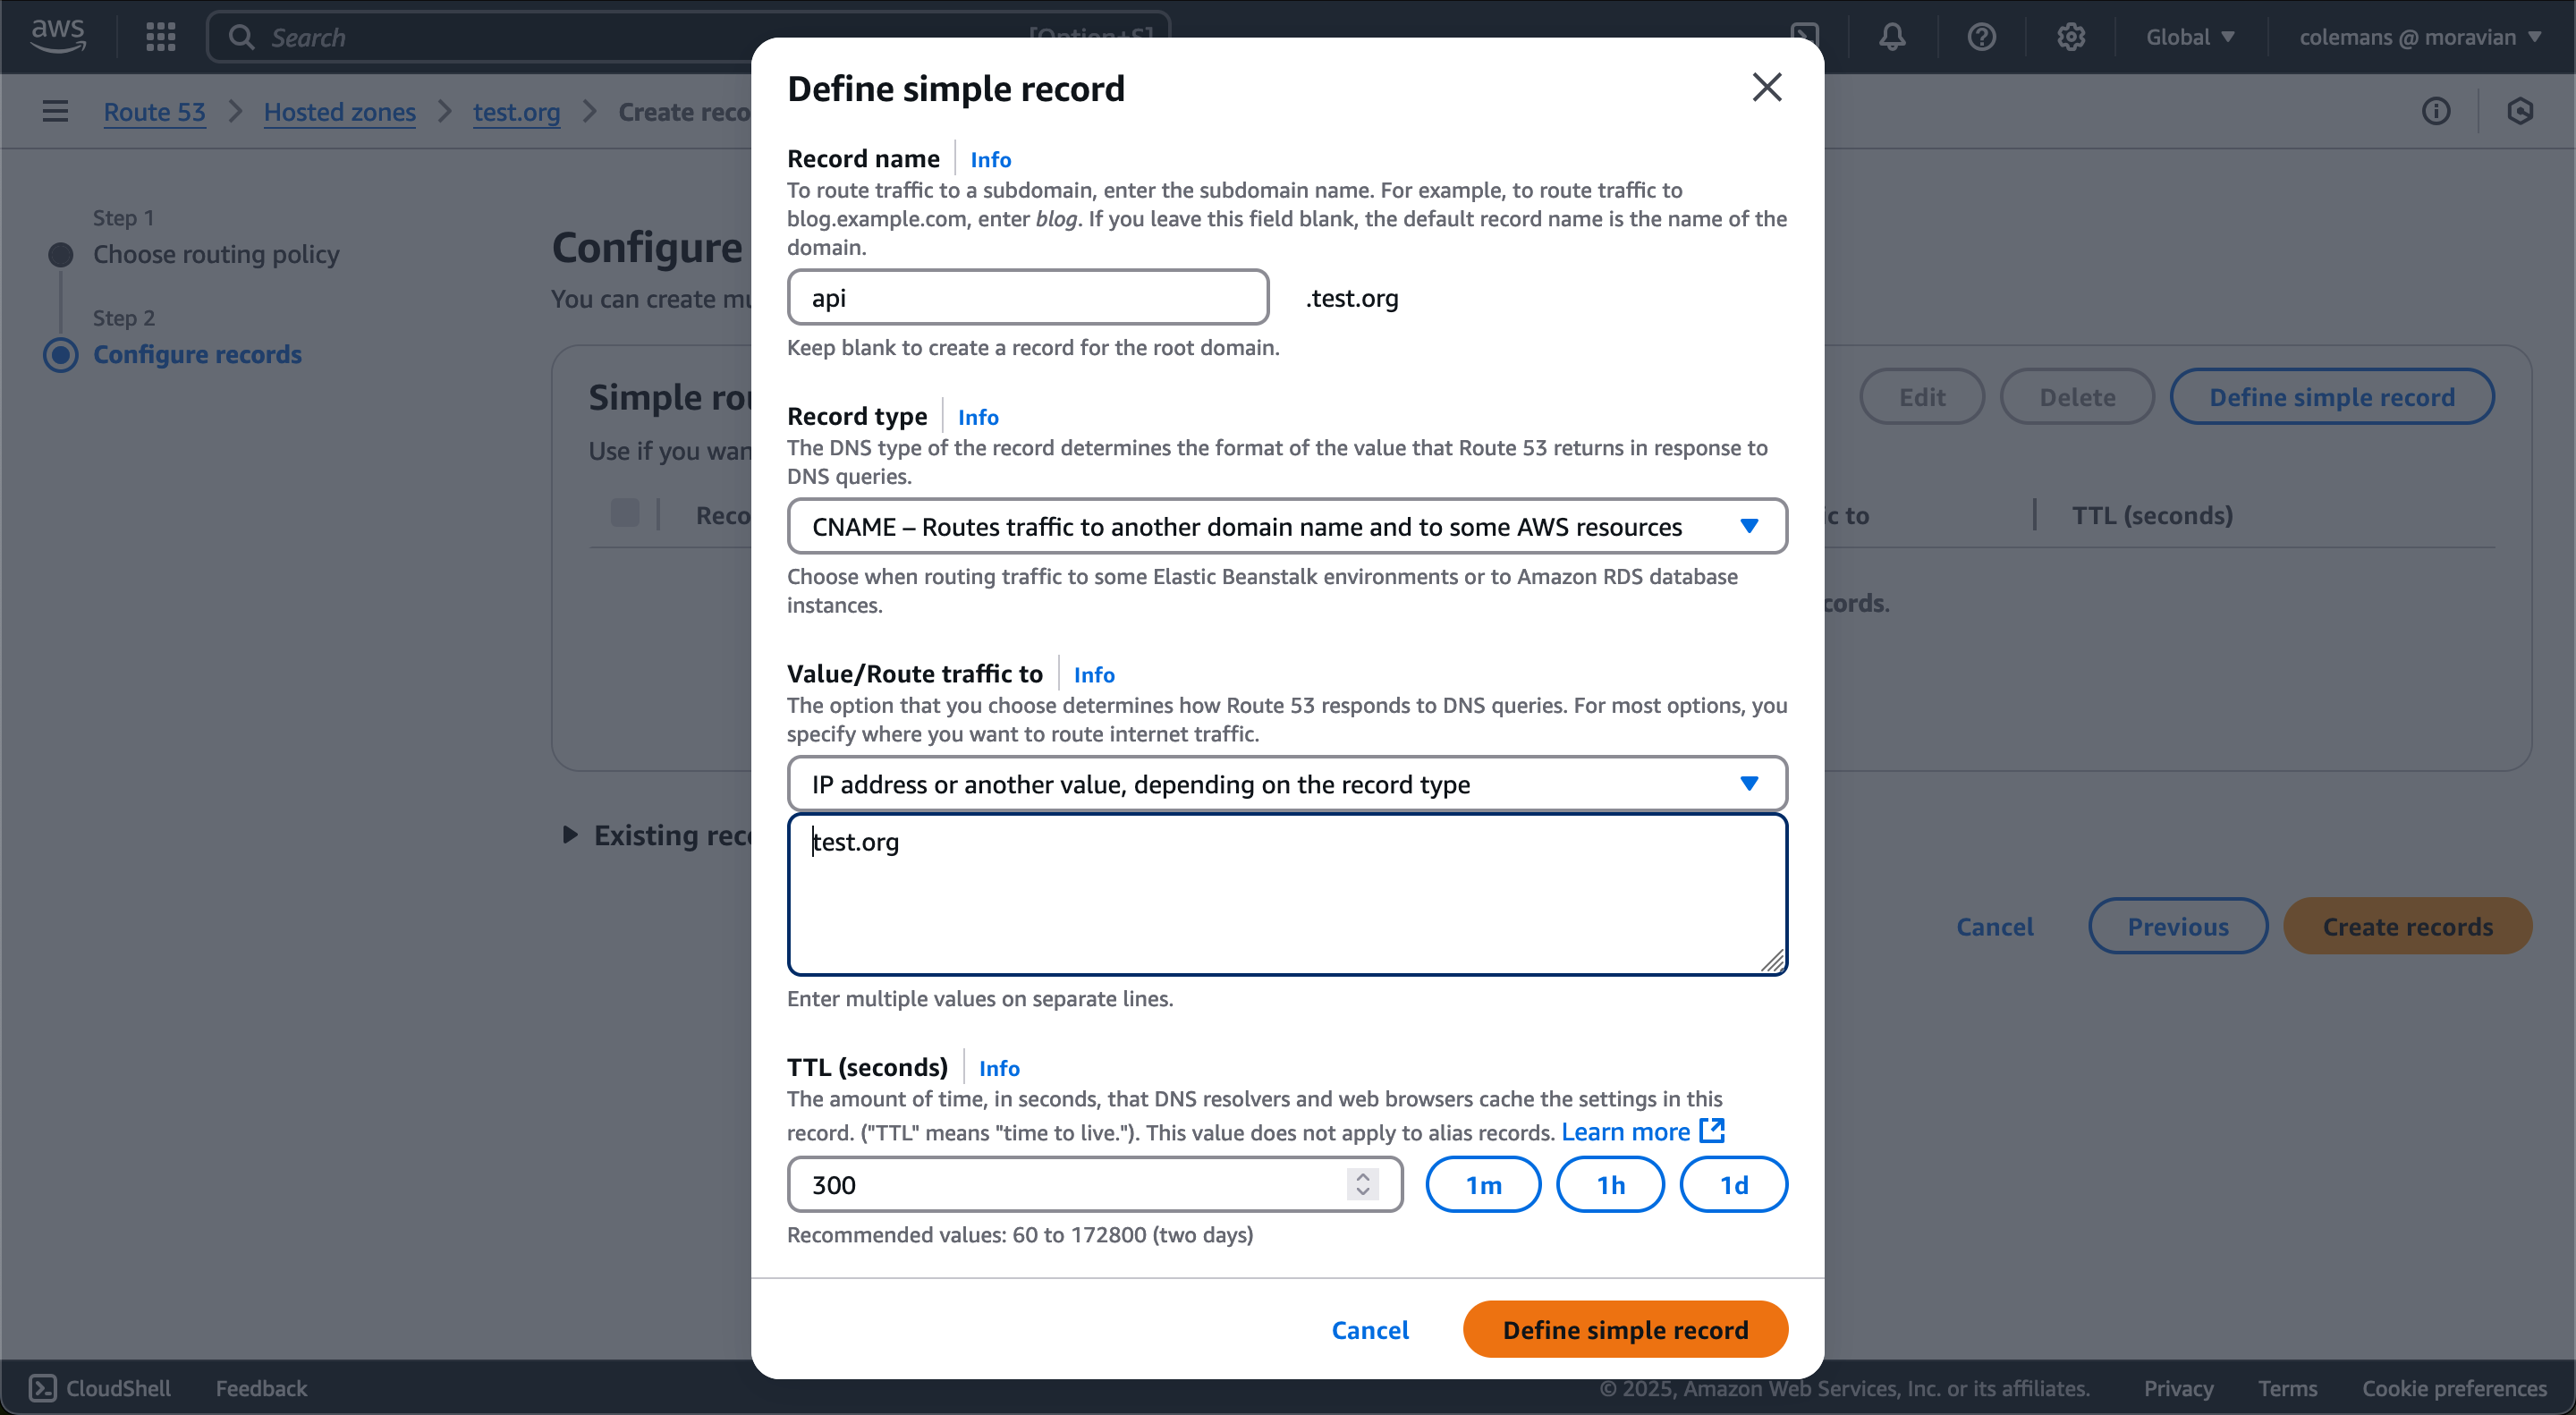 aws
Search
[Option+S]
Global
colemans @ moravian
Route 53
Hosted zones
test.org
Create reco
Step 1
Choose routing policy
Step 2
Configure records
Configure
You can create mu
Simple rou
Use if you wan
Reco
Existing reco
Define simple record
Record name
Info
To route traffic to a subdomain, enter the subdomain name. For example, to route traffic to
blog.example.com, enter blog. If you leave this field blank, the default record name is the name of the
domain.
api
.test.org
Keep blank to create a record for the root domain.
Record type
Info
The DNS type of the record determines the format of the value that Route 53 returns in response to
DNS queries.
CNAME – Routes traffic to another domain name and to some AWS resources
Choose when routing traffic to some Elastic Beanstalk environments or to Amazon RDS database
instances.
Value/Route traffic to
Info
The option that you choose determines how Route 53 responds to DNS queries. For most options, you
specify where you want to route internet traffic.
IP address or another value, depending on the record type
test.org
Enter multiple values on separate lines.
TTL (seconds)
Info
The amount of time, in seconds, that DNS resolvers and web browsers cache the settings in this
record. ("TTL" means "time to live."). This value does not apply to alias records. Learn more
300
1m
1h
1d
Recommended values: 60 to 172800 (two days)
Cancel
Define simple record
Edit
Delete
Define simple record
c to
TTL (seconds)
cords.
Cancel
Previous
Create records
CloudShell
Feedback
© 2025, Amazon Web Services, Inc. or its affiliates.
Privacy
Terms
Cookie preferences